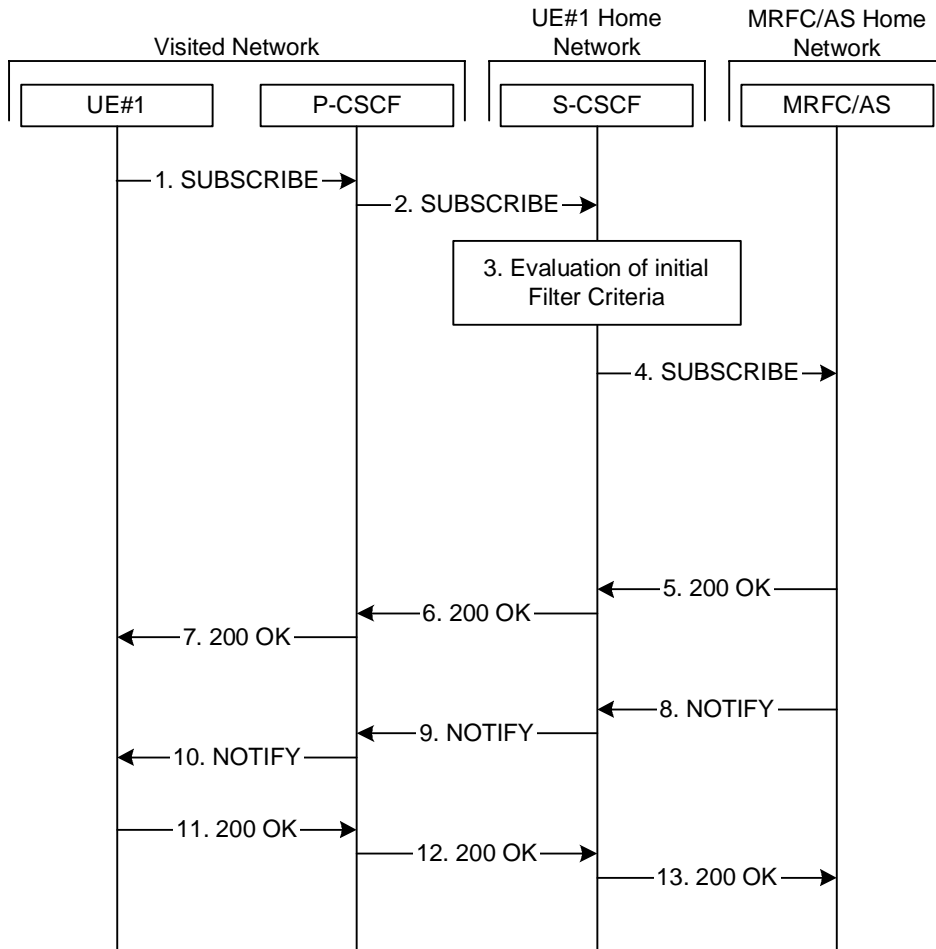 UE#1 Home
Network
MRFC/AS Home
Network
Visited Network
UE#1
P-CSCF
S-CSCF
MRFC/AS
1. SUBSCRIBE
2. SUBSCRIBE
3. Evaluation of initial
Filter Criteria
4. SUBSCRIBE
5. 200 OK
6. 200 OK
7. 200 OK
8. NOTIFY
9. NOTIFY
10. NOTIFY
11. 200 OK
12. 200 OK
13. 200 OK